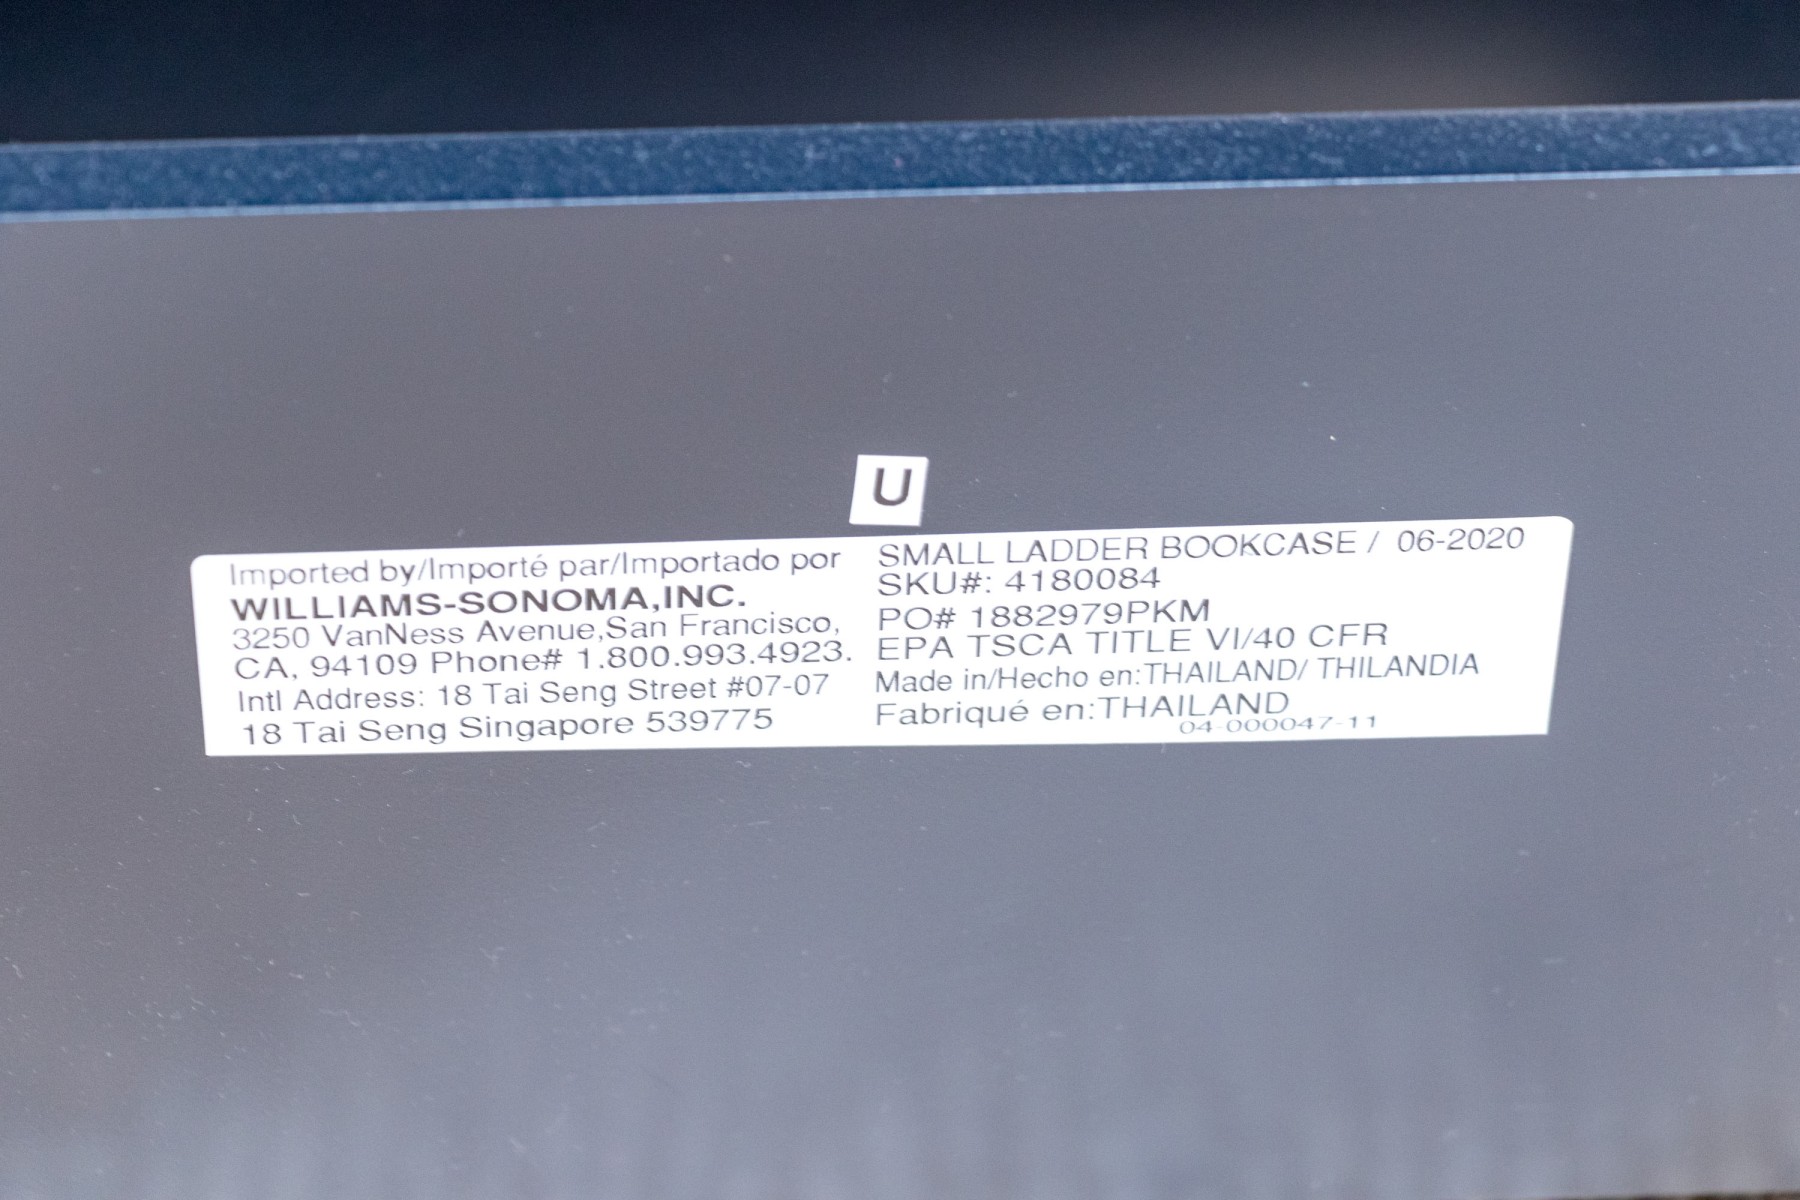 U
Imported by/Importé par/Importado por
WILLIAMS-SONOMA,INC.
3250 VanNess Avenue,San Francisco,
CA, 94109 Phone# 1.800.993.4923.
Intl Address: 18 Tai Seng Street #07-07
18 Tai Seng Singapore 539775
SMALL LADDER BOOKCASE / 06-2020
SKU#: 4180084
PO# 1882979PKM
EPA TSCA TITLE VI/40 CFR
Made in/Hecho en:THAILAND/ THILANDIA
Fabriqué en:THAILAND
04-000047-11